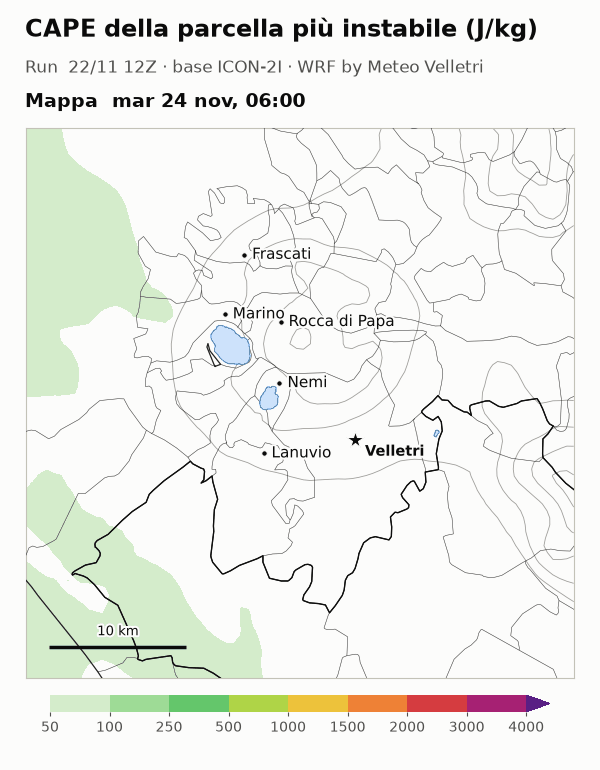 CAPE della parcella più instabile (J/kg)
Run  22/11 12Z · base ICON-2I · WRF by Meteo Velletri
Mappa  mar 24 nov, 06:00
Frascati
Marino
Rocca di Papa
Nemi
Velletri
Lanuvio
10 km
50 100 250 500 1000 1500 2000 3000 4000